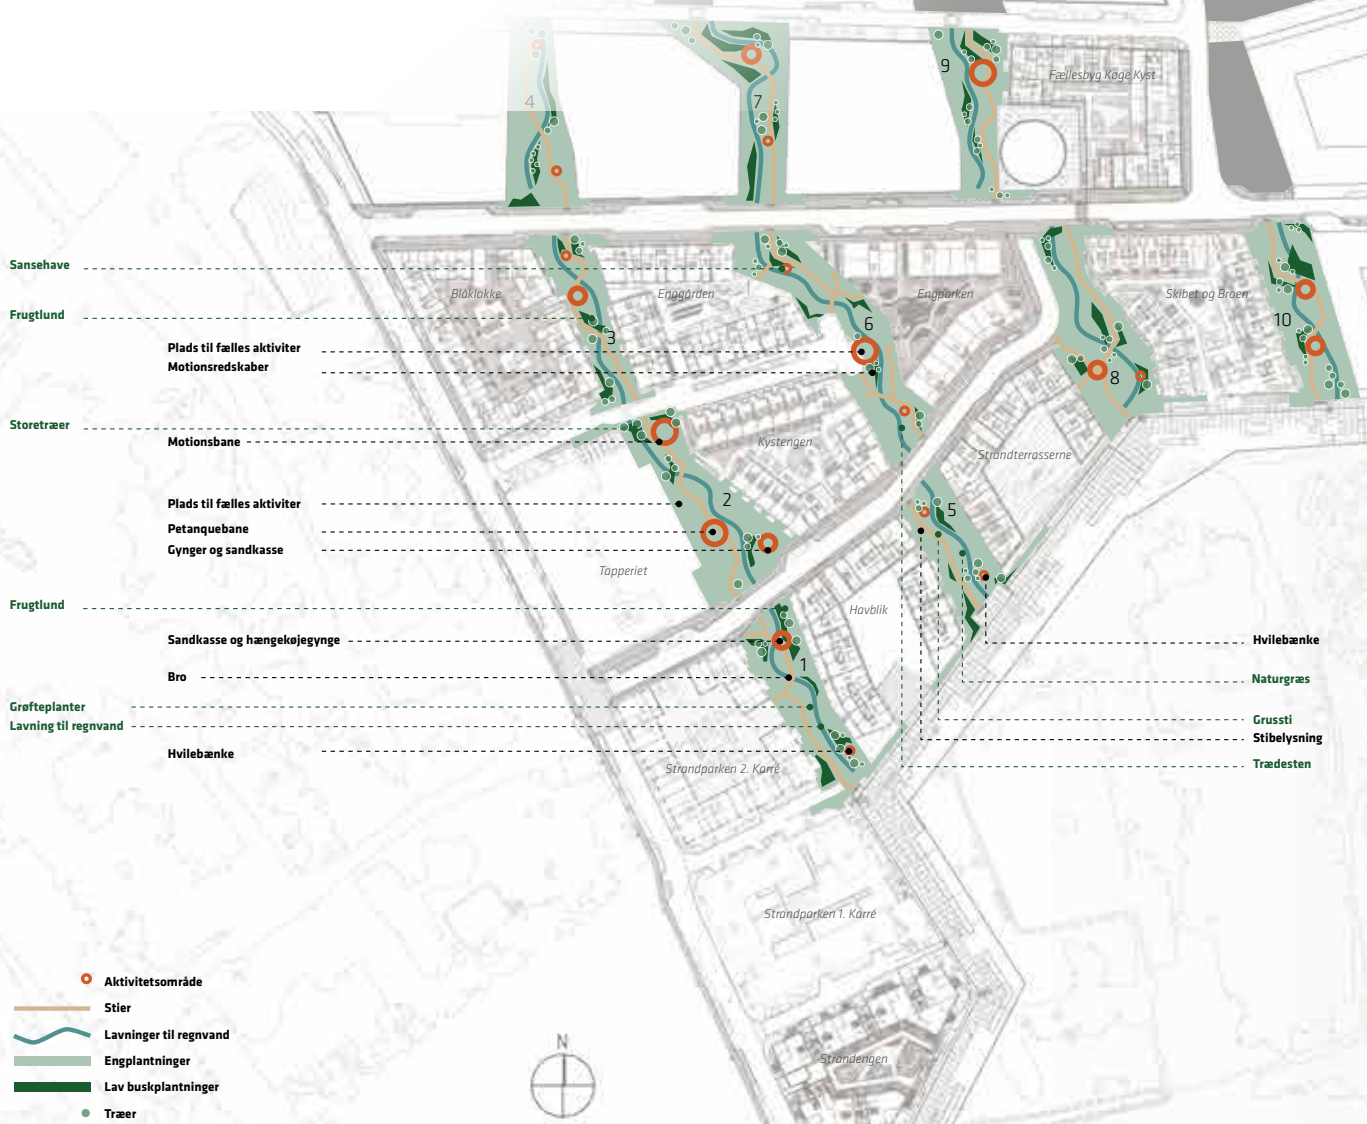 4
7
9
Fællesbyg Køge Kyst
Sansehave
Blåklokke
Enggården
Engparken
Skibet og Broen
Frugtlund
3
6
10
Plads til fælles aktiviter
Motionsredskaber
8
Storetræer
Motionsbane
Kystengen
Strandterrasserne
Plads til fælles aktiviter
2
5
Petanquebane
Gynger og sandkasse
Tapperiet
Frugtlund
Havblik
Sandkasse og hængekøjegynge
Hvilebænke
1
Bro
Naturgræs
Grøfteplanter
Grussti
Lavning til regnvand
Stibelysning
Hvilebænke
Trædesten
Strandparken 2. Karré
Strandparken 1. Karré
Aktivitetsområde
Stier
Lavninger til regnvand
N
Engplantninger
Strandengen
Lav buskplantninger
Træer